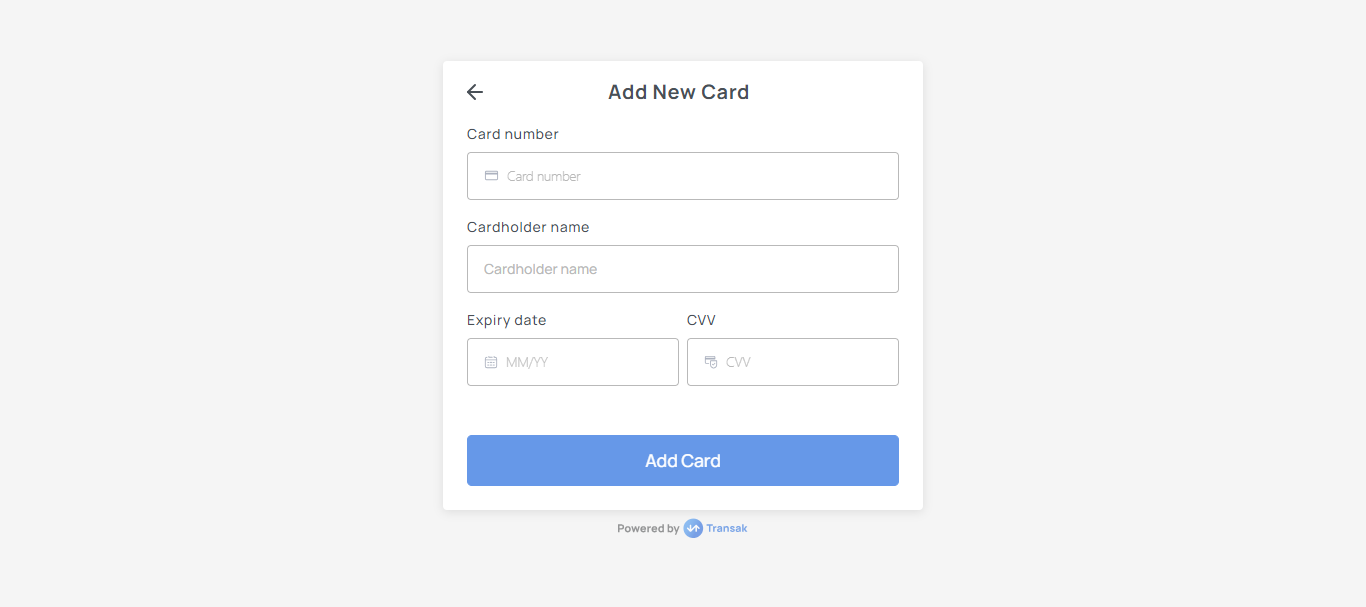 Add New Card
Card number
Card number
Cardholder name
Cardholder name
Expiry date CVV
MM/YY CVV
Add Card
Powered by Transak